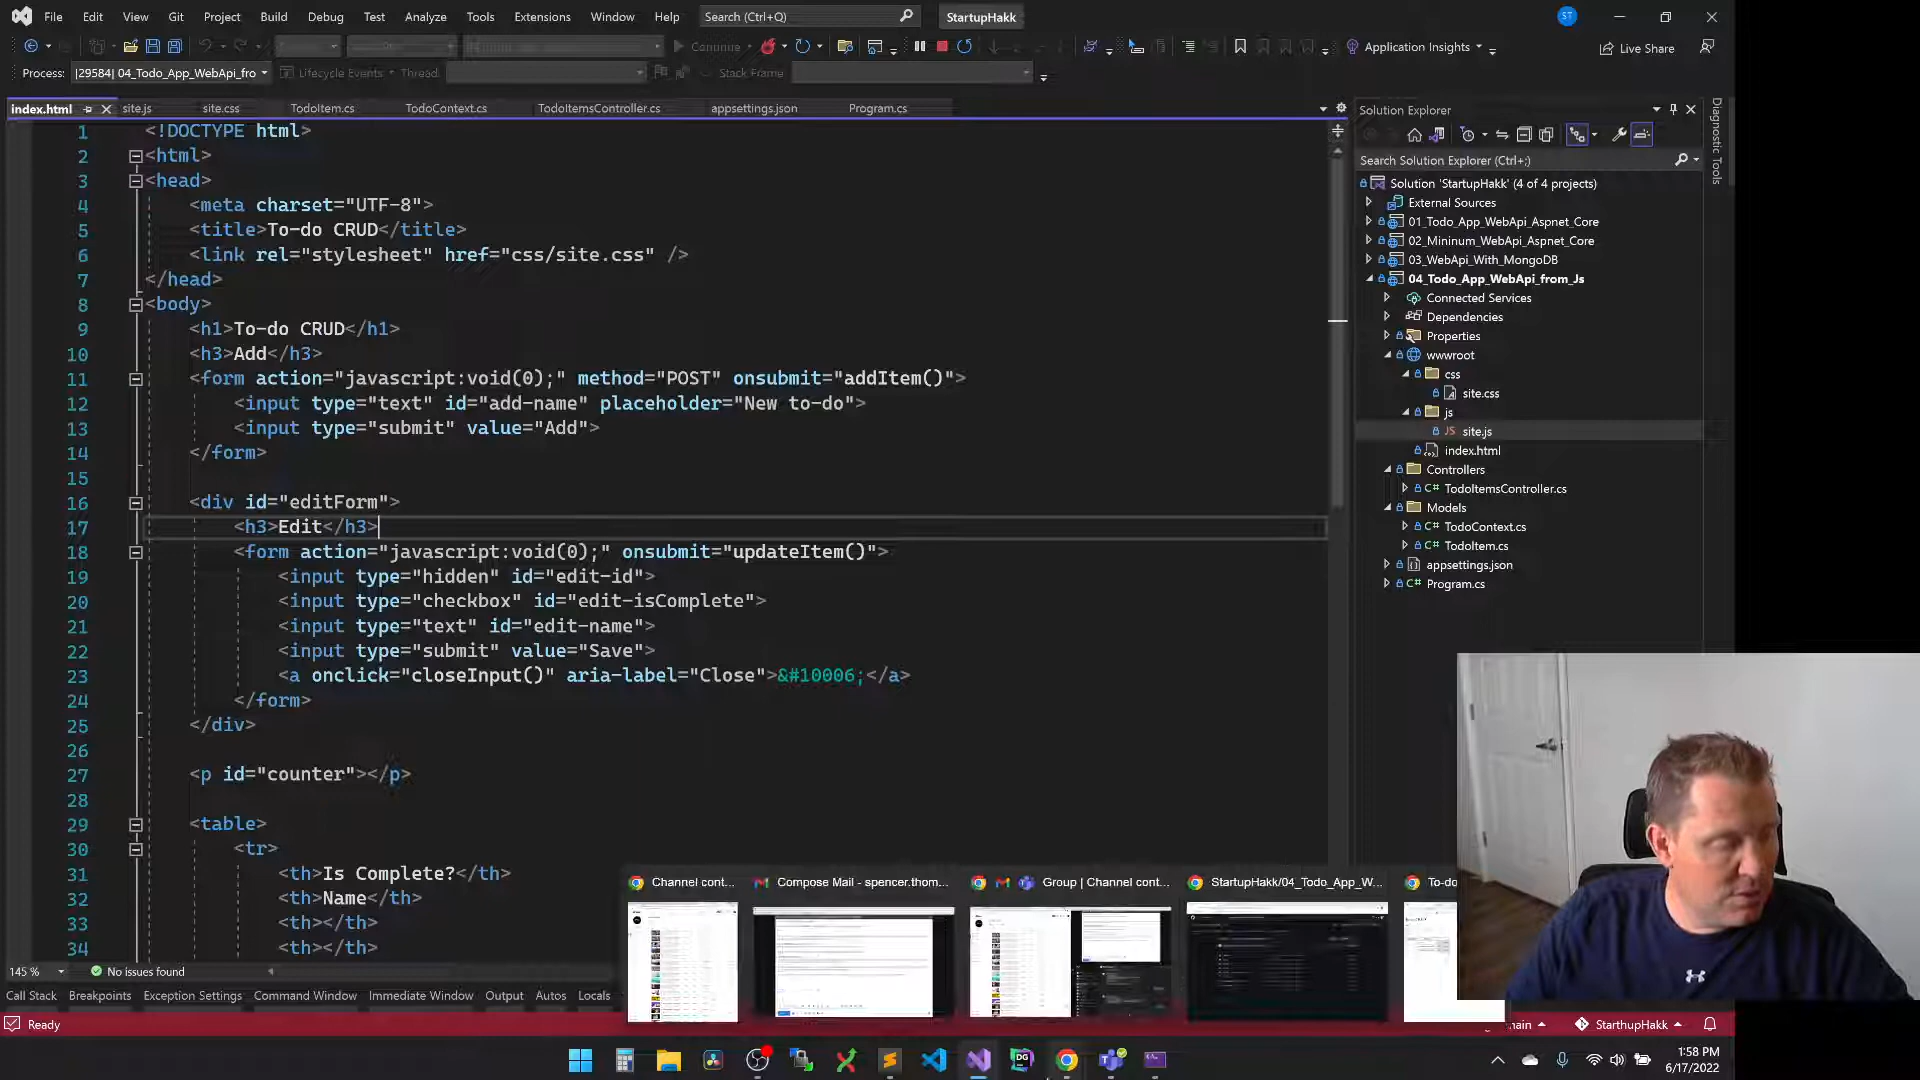 File Edit View Git Project Build Debug Test Analyze Tools Extensions Window Help Search (Ctrl+Q) StartupHakk ST
Continue Application Insights Live Share
Process: [29584] 04_Todo_App_WebApi_fro Lifecycle Events Thread: Stack Frame
index.html site.js site.css TodoItem.cs TodoContext.cs TodoItemsController.cs appsettings.json Program.cs
1 <!DOCTYPE html>
2 <html>
3 <head>
4 <meta charset="UTF-8">
5 <title>To-do CRUD</title>
6 <link rel="stylesheet" href="css/site.css" />
7 </head>
8 <body>
9 <h1>To-do CRUD</h1>
10 <h3>Add</h3>
11 <form action="javascript:void(0);" method="POST" onsubmit="addItem()">
12 <input type="text" id="add-name" placeholder="New to-do">
13 <input type="submit" value="Add">
14 </form>
15
16 <div id="editForm">
17 <h3>Edit</h3>
18 <form action="javascript:void(0);" onsubmit="updateItem()">
19 <input type="hidden" id="edit-id">
20 <input type="checkbox" id="edit-isComplete">
21 <input type="text" id="edit-name">
22 <input type="submit" value="Save">
23 <a onclick="closeInput()" aria-label="Close">&#10006;</a>
24 </form>
25 </div>
26
27 <p id="counter"></p>
28
29 <table>
30 <tr>
31 <th>Is Complete?</th>
32 <th>Name</th>
33 <th></th>
34 <th></th>
145 % No issues found
Call Stack Breakpoints Exception Settings Command Window Immediate Window Output Autos Locals
Ready
Solution Explorer
Search Solution Explorer (Ctrl+;)
Solution 'StartupHakk' (4 of 4 projects)
External Sources
01_Todo_App_WebApi_Aspnet_Core
02_Mininum_WebApi_Aspnet_Core
03_WebApi_With_MongoDB
04_Todo_App_WebApi_from_Js
Connected Services
Dependencies
Properties
wwwroot
css
site.css
js
JS site.js
index.html
Controllers
C# TodoItemsController.cs
Models
C# TodoContext.cs
C# TodoItem.cs
appsettings.json
C# Program.cs
Diagnostic Tools
Channel cont... Compose Mail - spencer.thom... Group | Channel cont... StartupHakk/04_Todo_App_W... To-do
main StarthupHakk
DG
1:58 PM
6/17/2022